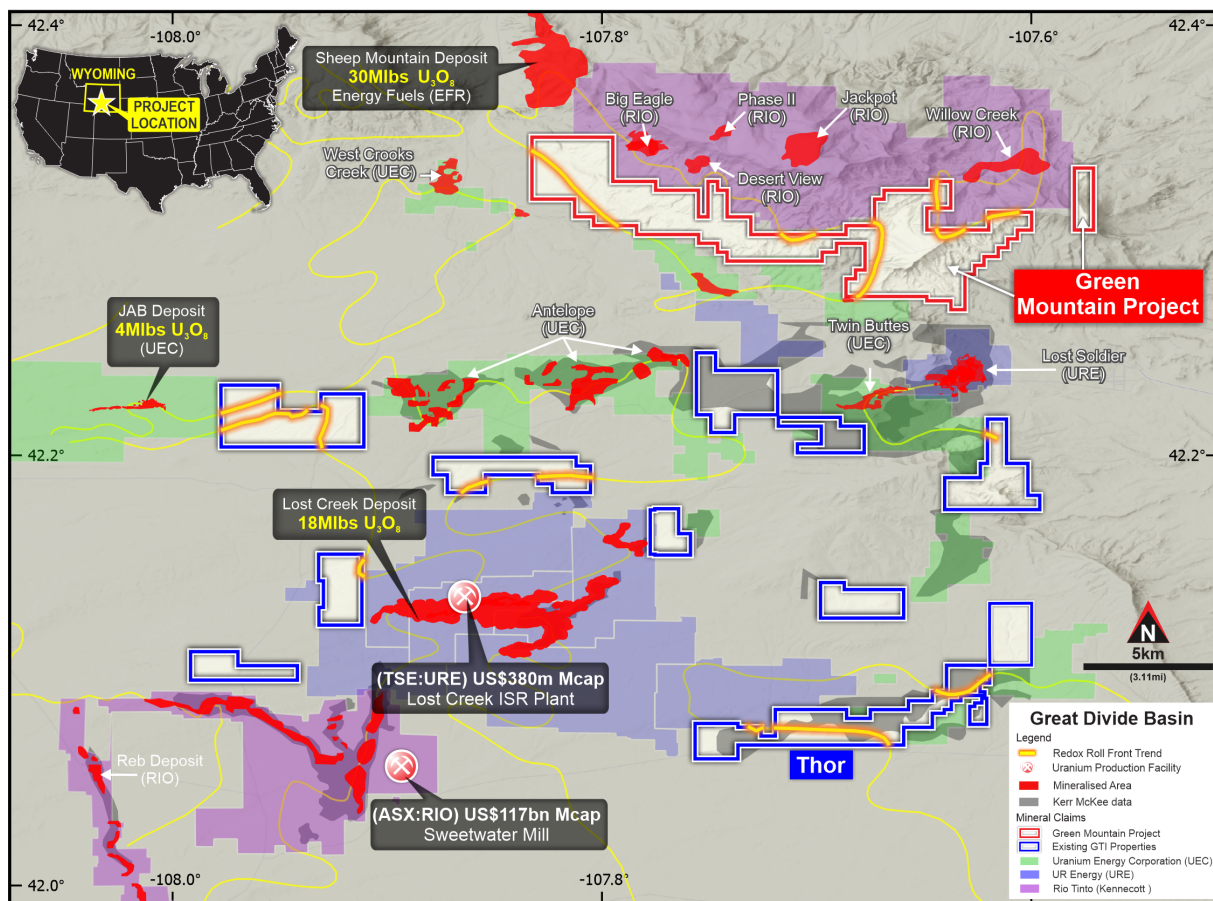 42.4°
-108.0°
-107.8°
-107.6°
42.4°
WYOMING
PROJECT
LOCATION
Sheep Mountain Deposit
30Mlbs U₃O₈
Energy Fuels (EFR)
Big Eagle
(RIO)
Phase II
(RIO)
Jackpot
(RIO)
Willow Creek
(RIO)
West Crooks
Creek (UEC)
Desert View
(RIO)
Green
Mountain Project
JAB Deposit
4Mlbs U₃O₈
(UEC)
Antelope
(UEC)
Twin Buttes
(UEC)
Lost Soldier
(URE)
42.2°
42.2°
Lost Creek Deposit
18Mlbs U₃O₈
(TSE:URE) US$380m Mcap
Lost Creek ISR Plant
N
5km
(3.11mi)
Reb Deposit
(RIO)
Thor
(ASX:RIO) US$117bn Mcap
Sweetwater Mill
Great Divide Basin
Legend
Redox Roll Front Trend
Uranium Production Facility
Mineralised Area
Kerr McKee data
Mineral Claims
Green Mountain Project
Existing GTI Properties
Uranium Energy Corporation (UEC)
UR Energy (URE)
Rio Tinto (Kennecott )
42.0°
-108.0°
-107.8°